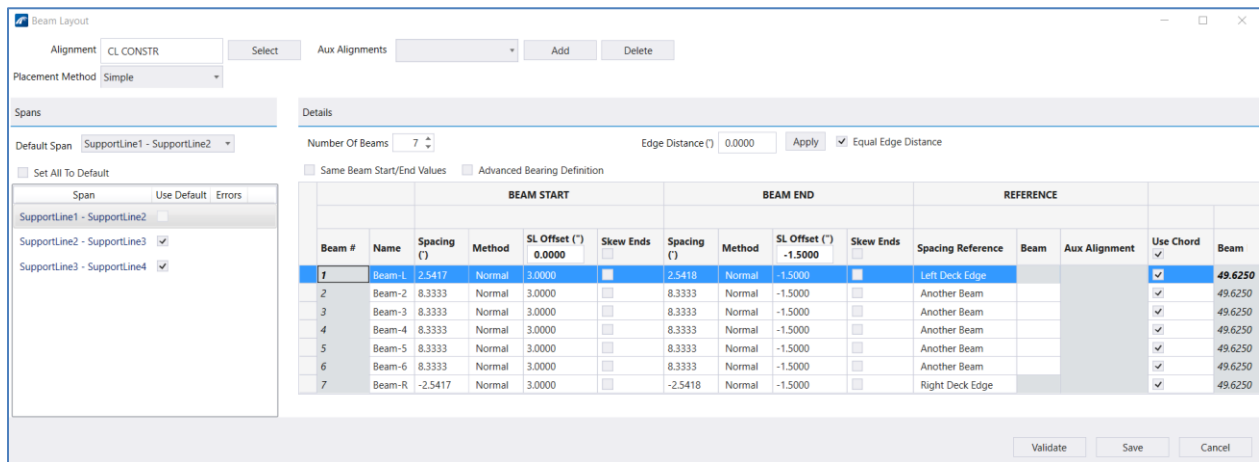 Beam Layout
Alignment CL CONSTR Select Aux Alignments Add Delete
Placement Method Simple
Spans Details
Default Span SupportLine1 - SupportLine2 Number Of Beams 7 Edge Distance (') 0.0000 Apply Equal Edge Distance
Set All To Default Same Beam Start/End Values Advanced Bearing Definition
Span Use Default Errors BEAM START BEAM END REFERENCE
SupportLine1 - SupportLine2
SupportLine2 - SupportLine3
SupportLine3 - SupportLine4
Beam # Name Spacing (') Method SL Offset (") 0.0000 Skew Ends Spacing (') Method SL Offset (") -1.5000 Skew Ends Spacing Reference Beam Aux Alignment Use Chord Beam
1 Beam-L 2.5417 Normal 3.0000 2.5418 Normal -1.5000 Left Deck Edge 49.6250
2 Beam-2 8.3333 Normal 3.0000 8.3333 Normal -1.5000 Another Beam 49.6250
3 Beam-3 8.3333 Normal 3.0000 8.3333 Normal -1.5000 Another Beam 49.6250
4 Beam-4 8.3333 Normal 3.0000 8.3333 Normal -1.5000 Another Beam 49.6250
5 Beam-5 8.3333 Normal 3.0000 8.3333 Normal -1.5000 Another Beam 49.6250
6 Beam-6 8.3333 Normal 3.0000 8.3333 Normal -1.5000 Another Beam 49.6250
7 Beam-R -2.5417 Normal 3.0000 -2.5418 Normal -1.5000 Right Deck Edge 49.6250
Validate Save Cancel